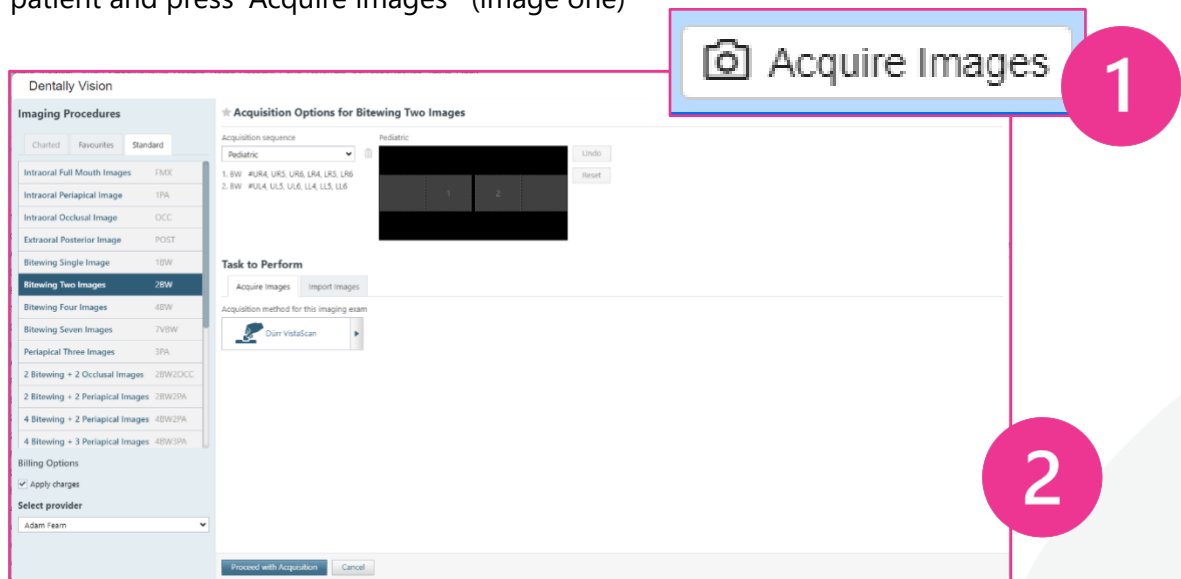 patient and press 'Acquire Images' (image one)
Acquire Images
1
Dentally Vision
Imaging Procedures
Charted Favourites Standard
Intraoral Full Mouth Images FMX
Intraoral Periapical Image 1PA
Intraoral Occlusal Image OCC
Extraoral Posterior Image POST
Bitewing Single Image 1BW
Bitewing Two Images 2BW
Bitewing Four Images 4BW
Bitewing Seven Images 7VBW
Periapical Three Images 3PA
2 Bitewing + 2 Occlusal Images 2BW2OCC
2 Bitewing + 2 Periapical Images 2BW2PA
4 Bitewing + 2 Periapical Images 4BW2PA
4 Bitewing + 3 Periapical Images 4BW3PA
Billing Options
Apply charges
Select provider
Adam Fearn
Acquisition Options for Bitewing Two Images
Acquisition sequence
Pediatric
1. BW #UR4, UR5, UR6, LR4, LR5, LR6
2. BW #UL4, UL5, UL6, LL4, LL5, LL6
Pediatric
1 2
Undo
Reset
Task to Perform
Acquire Images Import Images
Acquisition method for this imaging exam
Dürr VistaScan
Proceed with Acquisition Cancel
2